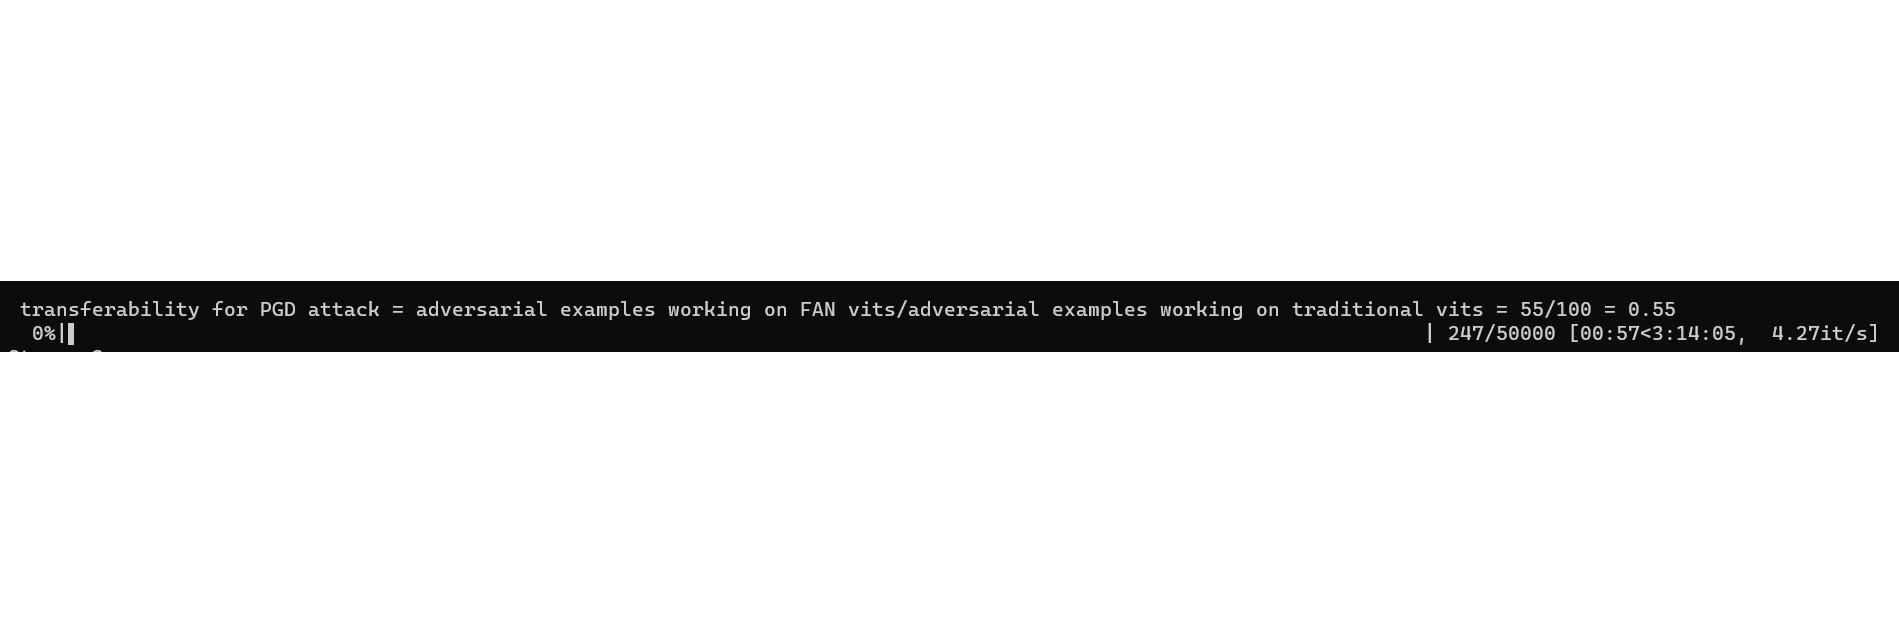 transferability for PGD attack = adversarial examples working on FAN vits/adversarial examples working on traditional vits = 55/100 = 0.55
0%| | 247/50000 [00:57<3:14:05, 4.27it/s]